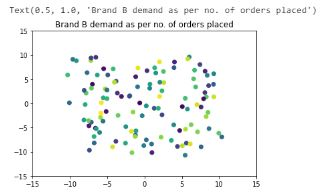 Text(0.5, 1.0, 'Brand B demand as per no. of orders placed')
Brand B demand as per no. of orders placed
15
10
5
0
−5
−10
−15
−15 −10 −5 0 5 10 15